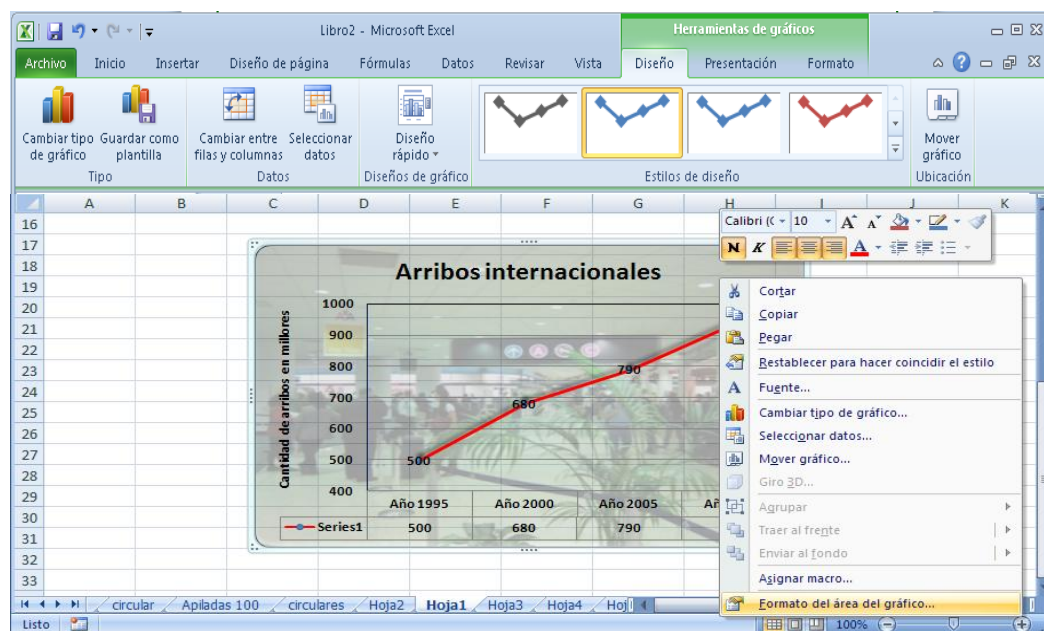 Libro2 - Microsoft Excel
Herramientas de gráficos
Archivo Inicio Insertar Diseño de página Fórmulas Datos Revisar Vista Diseño Presentación Formato
Cambiar tipo de gráfico
Guardar como plantilla
Cambiar entre filas y columnas
Seleccionar datos
Diseño rápido
Mover gráfico
Tipo Datos Diseños de gráfico Estilos de diseño Ubicación
A B C D E F G H I J K
16
17
18
19
20
21
22
23
24
25
26
27
28
29
30
31
32
33
Calibri (C 10 A A
N K A
Arribos internacionales
Cantidad de arribos en millores
1000
900
800
700
600
500
400
500
680
790
Año 1995 Año 2000 Año 2005
Series1 500 680 790
Cortar
Copiar
Pegar
Restablecer para hacer coincidir el estilo
Fuente...
Cambiar tipo de gráfico...
Seleccionar datos...
Mover gráfico...
Giro 3D...
Agrupar
Traer al frente
Enviar al fondo
Asignar macro...
Formato del área del gráfico...
circular Apiladas 100 circulares Hoja2 Hoja1 Hoja3 Hoja4 Hoj
Listo 100%